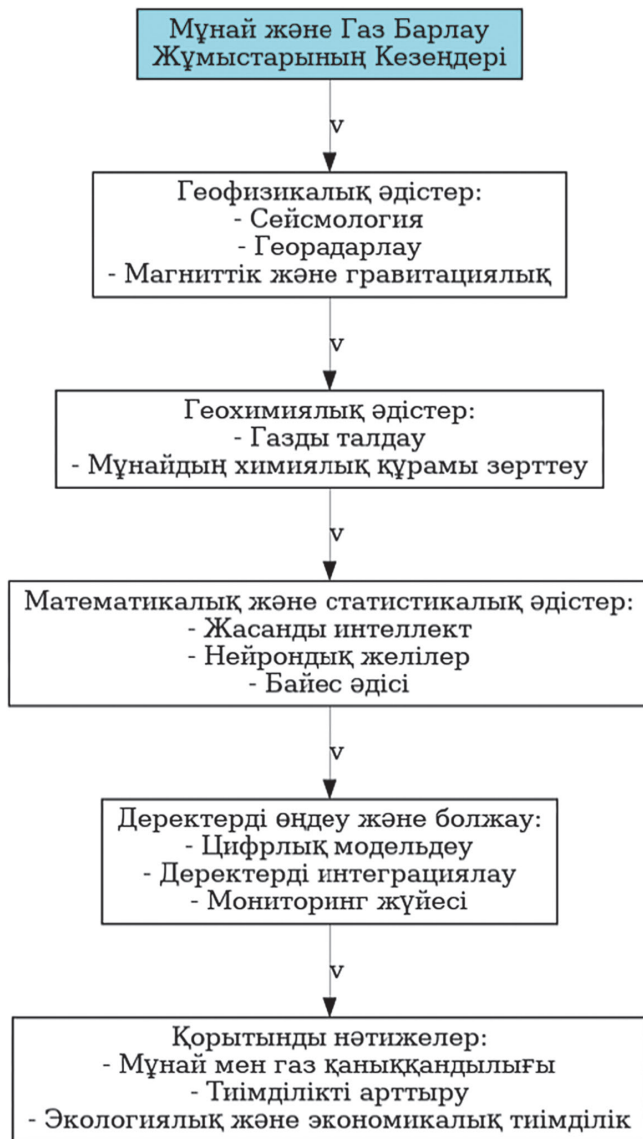 Мұнай және Газ Барлау
Жұмыстарының Кезеңдері
v
Геофизикалық әдістер:
- Сейсмология
- Георадарлау
- Магниттік және гравитациялық
v
Геохимиялық әдістер:
- Газды талдау
- Мұнайдың химиялық құрамы зерттеу
v
Математикалық және статистикалық әдістер:
- Жасанды интеллект
- Нейрондық желілер
- Байес әдісі
v
Деректерді өңдеу және болжау:
- Цифрлық модельдеу
- Деректерді интеграциялау
- Мониторинг жүйесі
v
Қорытынды нәтижелер:
- Мұнай мен газ қаныққандылығы
- Тиімділікті арттыру
- Экологиялық және экономикалық тиімділік